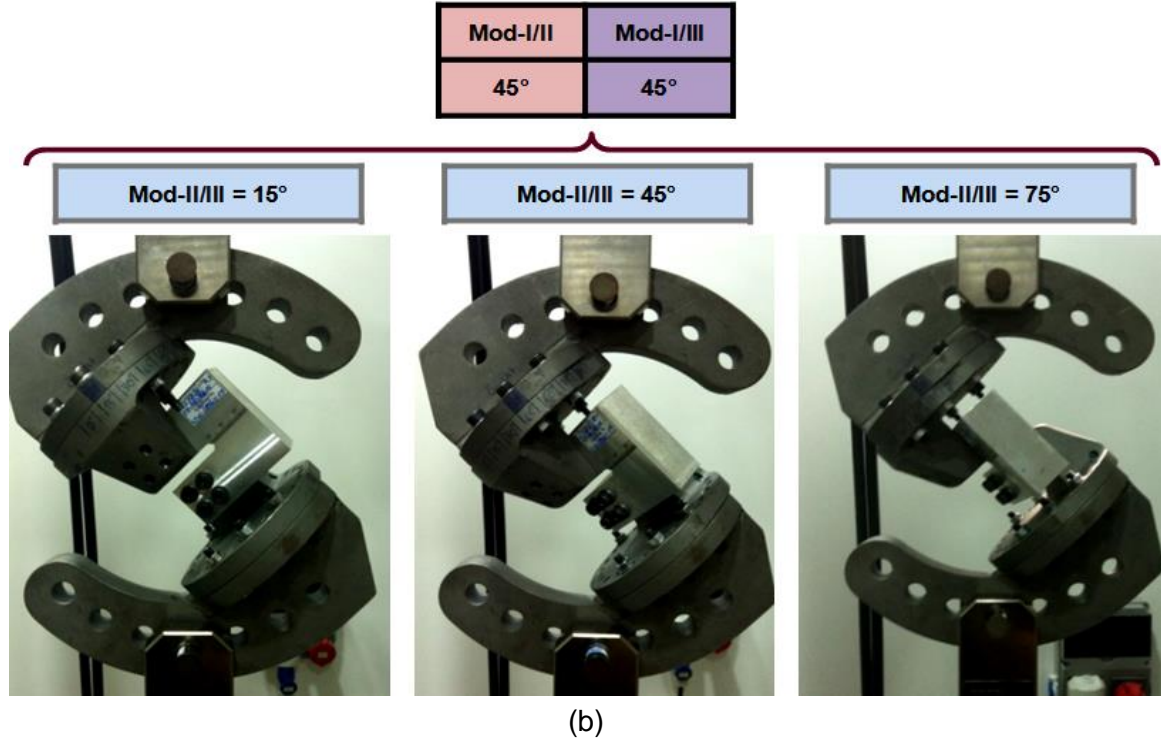 Mod-I/II Mod-I/III
45° 45°
Mod-II/III = 15° Mod-II/III = 45° Mod-II/III = 75°
(b)